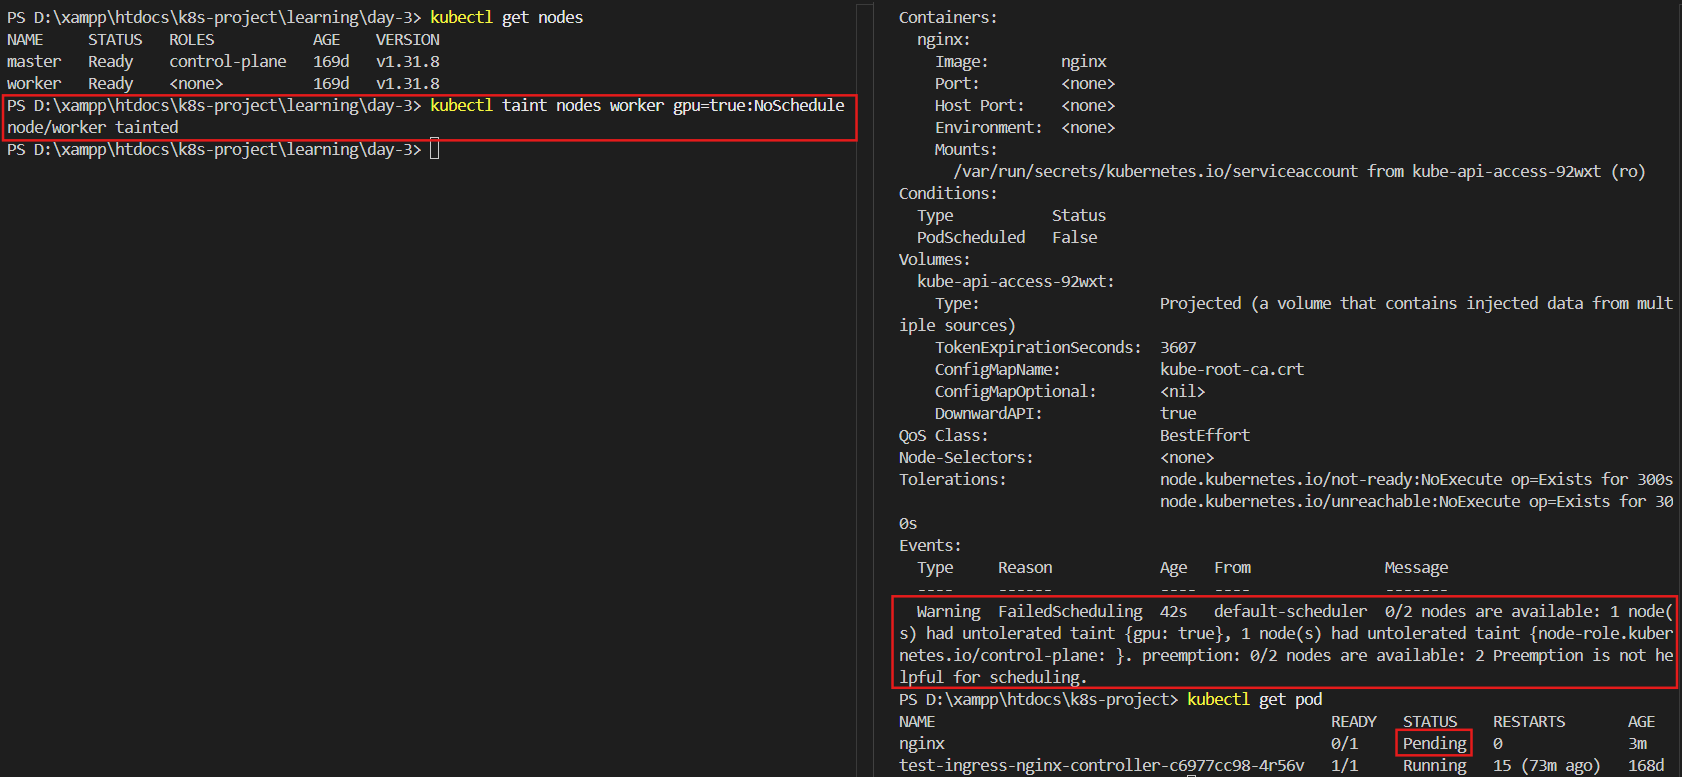 PS D:\xampp\htdocs\k8s-project\learning\day-3> kubectl get nodes
NAME     STATUS   ROLES           AGE    VERSION
master   Ready    control-plane   169d   v1.31.8
worker   Ready    <none>          169d   v1.31.8
PS D:\xampp\htdocs\k8s-project\learning\day-3> kubectl taint nodes worker gpu=true:NoSchedule
node/worker tainted
PS D:\xampp\htdocs\k8s-project\learning\day-3>
Containers:
  nginx:
    Image:        nginx
    Port:         <none>
    Host Port:    <none>
    Environment:  <none>
    Mounts:
      /var/run/secrets/kubernetes.io/serviceaccount from kube-api-access-92wxt (ro)
Conditions:
  Type           Status
  PodScheduled   False
Volumes:
  kube-api-access-92wxt:
    Type:                    Projected (a volume that contains injected data from mult
iple sources)
    TokenExpirationSeconds:  3607
    ConfigMapName:           kube-root-ca.crt
    ConfigMapOptional:       <nil>
    DownwardAPI:             true
QoS Class:                   BestEffort
Node-Selectors:              <none>
Tolerations:                 node.kubernetes.io/not-ready:NoExecute op=Exists for 300s
                             node.kubernetes.io/unreachable:NoExecute op=Exists for 30
0s
Events:
  Type     Reason            Age   From               Message
  ----     ------            ----  ----               -------
  Warning  FailedScheduling  42s   default-scheduler  0/2 nodes are available: 1 node(
s) had untolerated taint {gpu: true}, 1 node(s) had untolerated taint {node-role.kuber
netes.io/control-plane: }. preemption: 0/2 nodes are available: 2 Preemption is not he
lpful for scheduling.
PS D:\xampp\htdocs\k8s-project> kubectl get pod
NAME                                            READY   STATUS    RESTARTS       AGE
nginx                                           0/1     Pending   0              3m
test-ingress-nginx-controller-c6977cc98-4r56v   1/1     Running   15 (73m ago)   168d